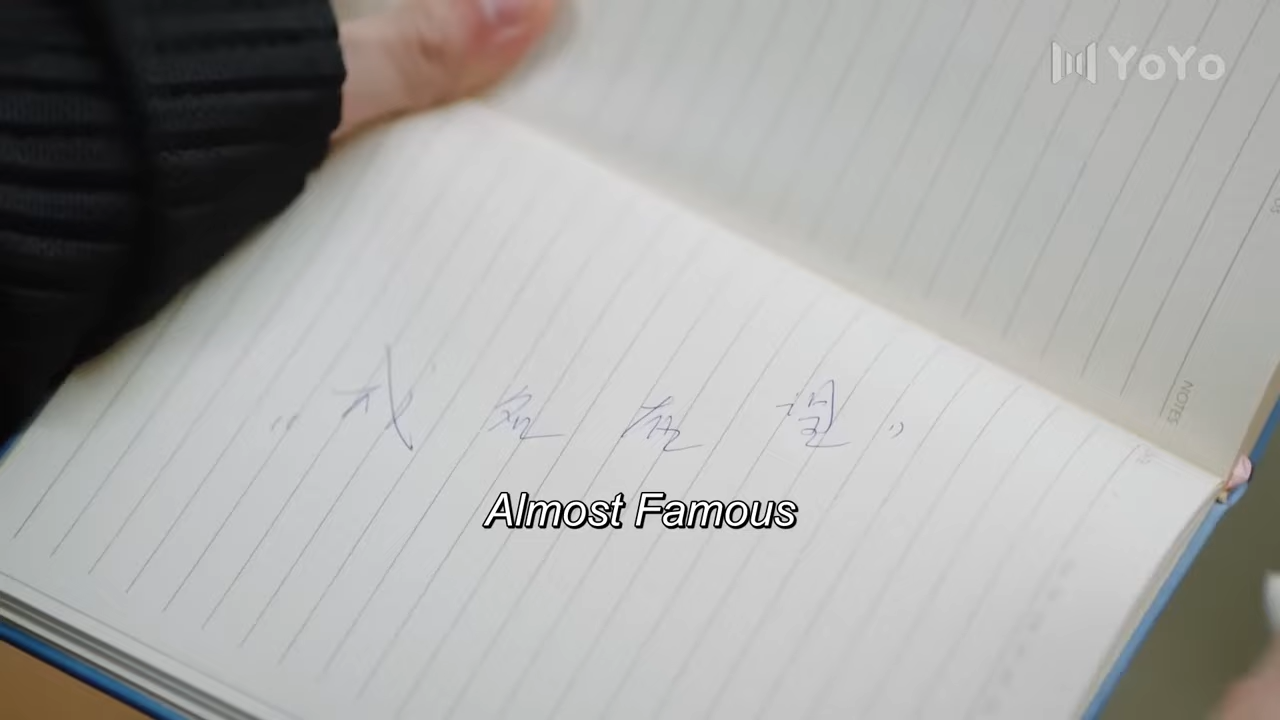 YoYo
NOTES
“成名在望”
Almost Famous